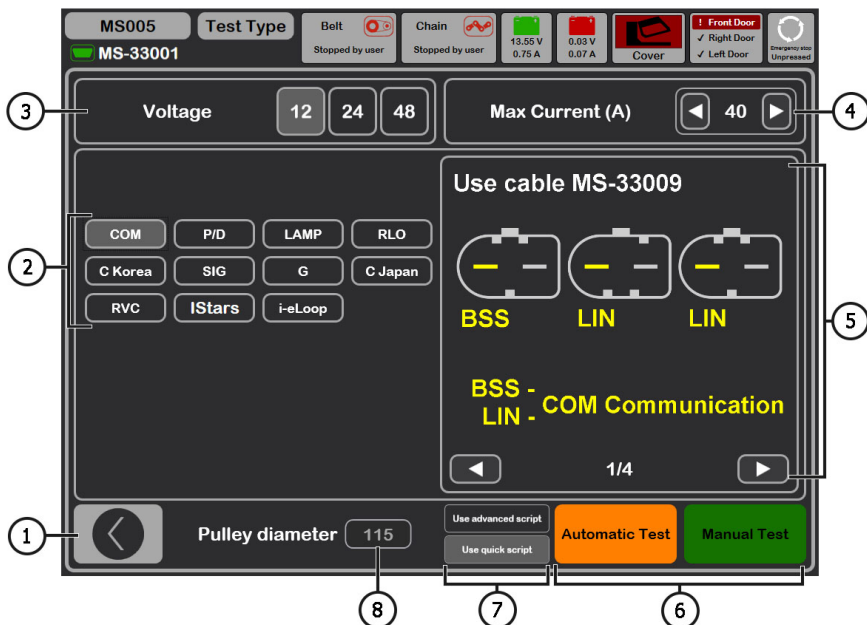 MS005
Test Type
MS-33001
Belt
Stopped by user
Chain
Stopped by user
13.55 V
0.75 A
0.03 V
0.07 A
Cover
! Front Door
✓ Right Door
✓ Left Door
Emergency stop
Unpressed
3
Voltage
12
24
48
Max Current (A)
40
4
2
COM
P/D
LAMP
RLO
C Korea
SIG
G
C Japan
RVC
IStars
i-eLoop
Use cable MS-33009
BSS
LIN
LIN
BSS -
LIN -
COM Communication
1/4
5
1
Pulley diameter
115
Use advanced script
Use quick script
Automatic Test
Manual Test
8
7
6